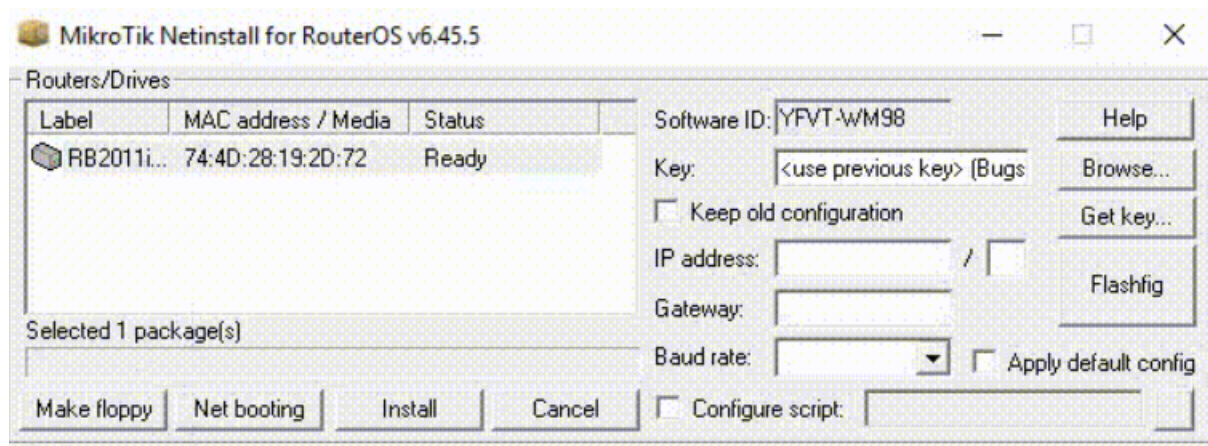 MikroTik Netinstall for RouterOS v6.45.5
Routers/Drives
Label MAC address / Media Status
RB2011i... 74:4D:28:19:2D:72 Ready
Selected 1 package(s)
Make floppy Net booting Install Cancel
Software ID: YFVT-WM98 Help
Key: <use previous key> (Bugs Browse...
Keep old configuration Get key...
IP address: /
Flashfig
Gateway:
Baud rate: Apply default config
Configure script: